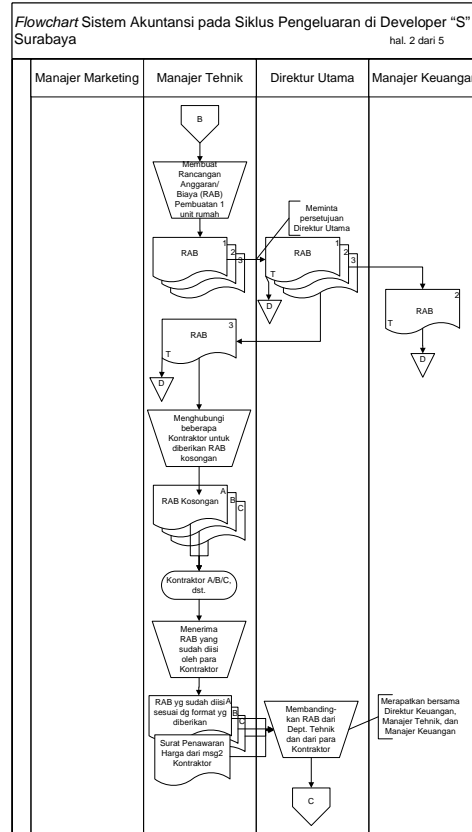 Flowchart Sistem Akuntansi pada Siklus Pengeluaran di Developer “S”
Surabaya
hal. 2 dari 5
Manajer Marketing
Manajer Tehnik
Direktur Utama
Manajer Keuangan
B
Membuat
Rancangan
Anggaran/
Biaya (RAB)
Pembuatan 1
unit rumah
Meminta
persetujuan
Direktur Utama
RAB
1
2
3
RAB
1
2
3
T
D
RAB
2
T
D
RAB
3
T
D
Menghubungi
beberapa
Kontraktor untuk
diberikan RAB
kosongan
RAB Kosongan
A
B
C
Kontraktor A/B/C,
dst.
Menerima
RAB yang
sudah diisi
oleh para
Kontraktor
RAB yg sudah diisi
sesuai dg format yg
diberikan
A
B
C
Surat Penawaran
Harga dari msg2
Kontraktor
Membanding-
kan RAB dari
Dept. Tehnik
dan dari para
Kontraktor
Merapatkan bersama
Direktur Keuangan,
Manajer Tehnik, dan
Manajer Keuangan
C